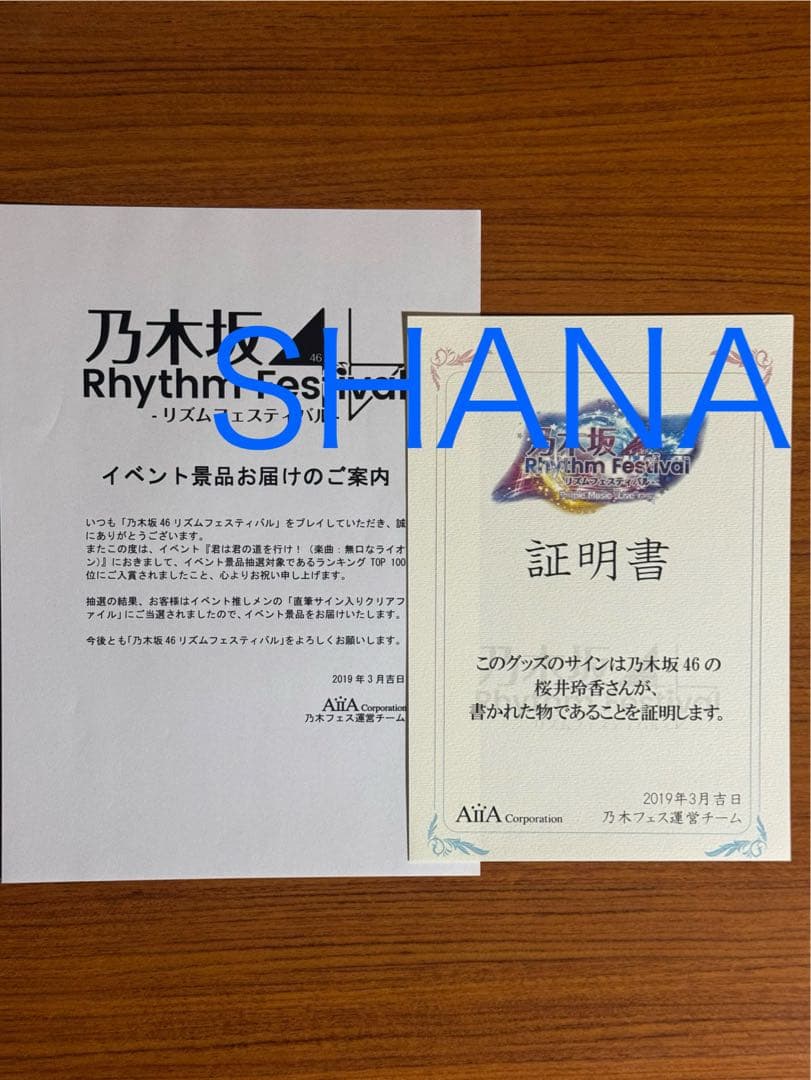 乃木坂46
Rhythm Festival
- リズムフェスティバル -
イベント景品お届けのご案内
いつも「乃木坂46リズムフェスティバル」をプレイしていただき、誠
にありがとうございます。
またこの度は、イベント『君は君の道を行け！（楽曲：無口なライオ
ン）』におきまして、イベント景品抽選対象であるランキング TOP 100
位にご入賞されましたこと、心よりお祝い申し上げます。
抽選の結果、お客様はイベント推しメンの「直筆サイン入りクリアフ
ァイル」にご当選されましたので、イベント景品をお届けいたします。
今後とも「乃木坂46リズムフェスティバル」をよろしくお願いします。
2019年3月吉日
AiiA Corporation
乃木フェス運営チーム
SHANA
乃木坂
Rhythm Festival
リズムフェスティバル
証明書
このグッズのサインは乃木坂46の
桜井玲香さんが、
書かれた物であることを証明します。
2019年3月吉日
AiiA Corporation
乃木フェス運営チーム